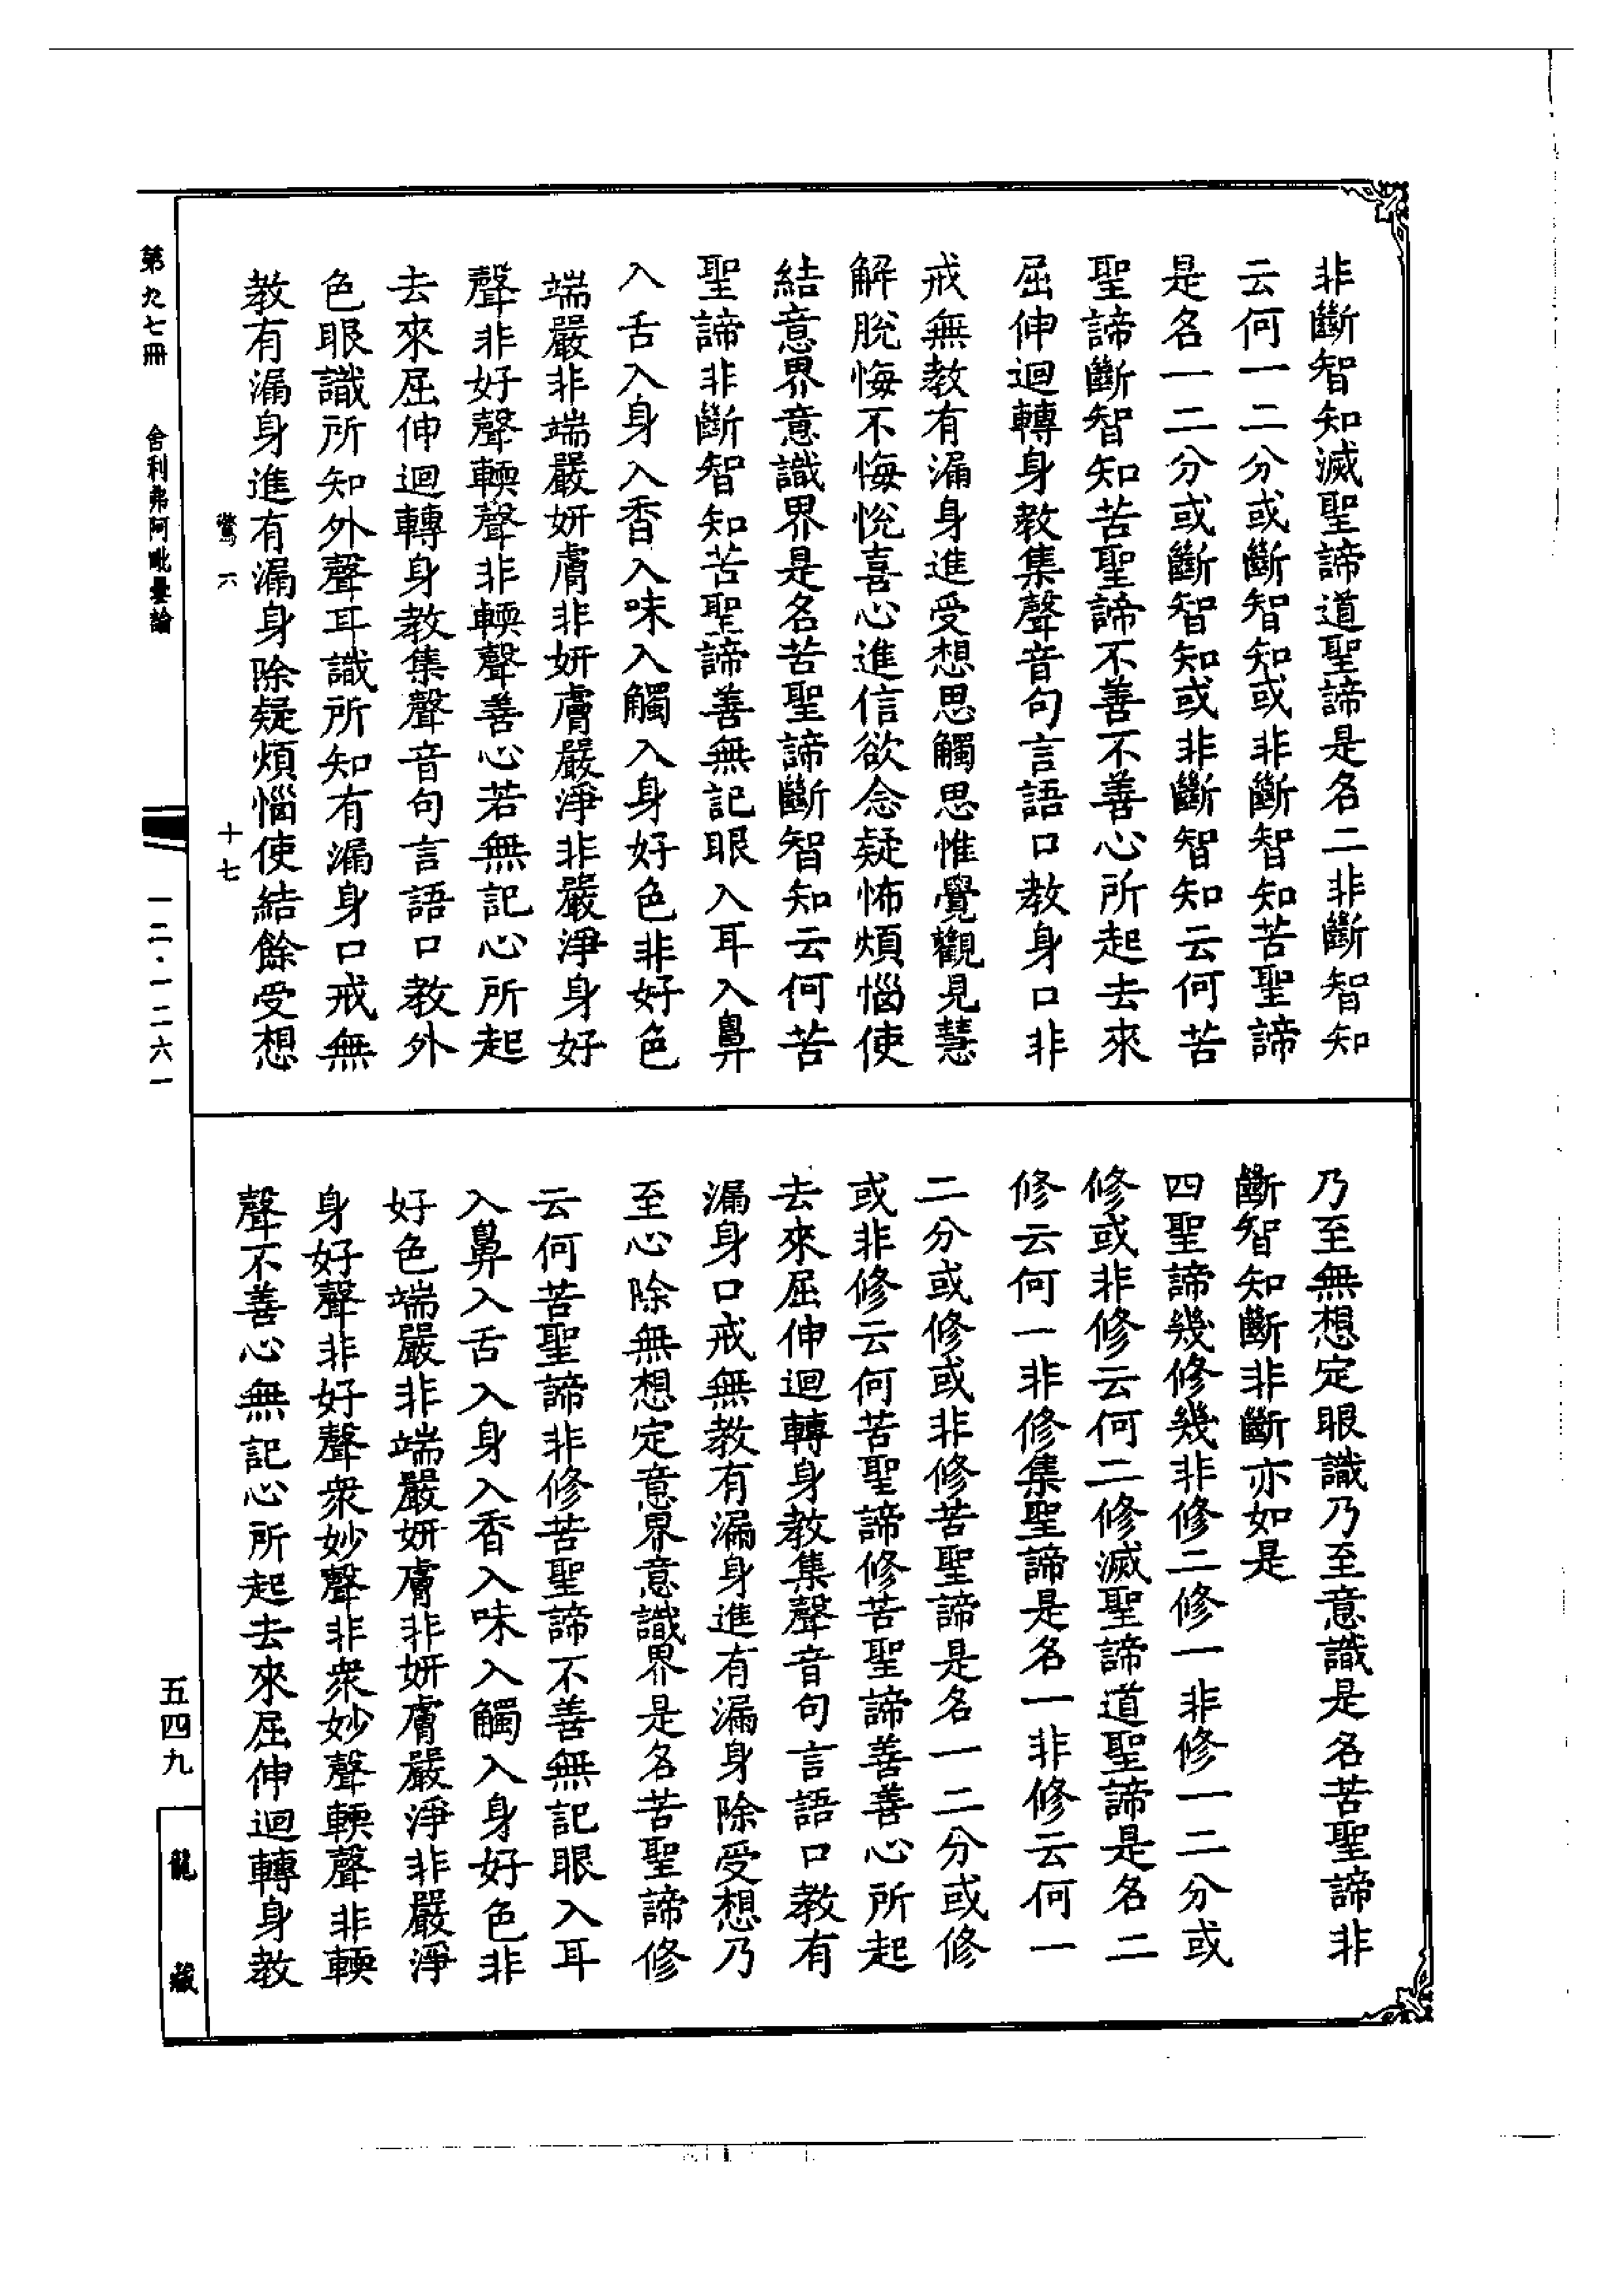 非斷智知滅聖諦道聖諦是名二非斷智知
云何一二分或斷智知或非斷智知苦聖諦
是名一二分或斷智知或非斷智知云何苦
聖諦斷智知苦聖諦不善不善心所起去來
屈伸迴轉身教集聲音句言語口教身口非
戒無教有漏身進受想思觸思惟覺觀見慧
解脫悔不悔悅喜心進信欲念疑怖煩惱使
結意界意識界是名苦聖諦斷智知云何苦
聖諦非斷智知苦聖諦善無記眼入耳入鼻
入舌入身入香入味入觸入身好色非好色
端嚴非端嚴妍膚非妍膚嚴淨非嚴淨身好
聲非好聲輭聲非輭聲善心若無記心所起
去來屈伸迴轉身教集聲音句言語口教外
色眼識所知外聲耳識所知有漏身口戒無
教有漏身進有漏身除疑煩惱使結餘受想
乃至無想定眼識乃至意識是名苦聖諦非
斷智知斷非斷亦如是
四聖諦幾修幾非修二修一非修一二分或
修或非修云何二修滅聖諦道聖諦是名二
修云何一非修集聖諦是名一非修云何一
二分或修或非修苦聖諦是名一二分或修
或非修云何苦聖諦修苦聖諦善善心所起
去來屈伸迴轉身教集聲音句言語口教有
漏身口戒無教有漏身進有漏身除受想乃
至心除無想定意界意識界是名苦聖諦修
云何苦聖諦非修苦聖諦不善無記眼入耳
入鼻入舌入身入香入味入觸入身好色非
好色端嚴非端嚴妍膚非妍膚嚴淨非嚴淨
身好聲非好聲衆妙聲非衆妙聲輭聲非輭
聲不善心無記心所起去來屈伸迴轉身教
驚六 十七
第九七冊 舍利弗阿毗曇論 一二·一二六一 五四九 龍藏